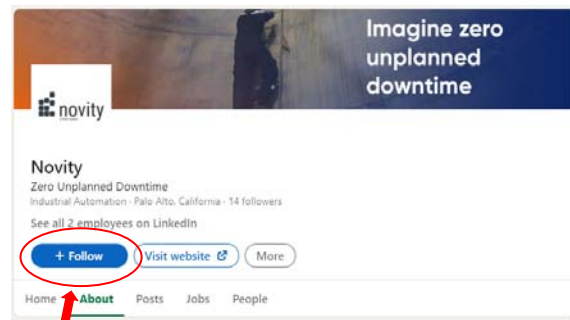 Imagine zero
unplanned
downtime
novity
Novity
Zero Unplanned Downtime
Industrial Automation · Palo Alto, California · 14 followers
See all 2 employees on LinkedIn
+ Follow Visit website More
Home About Posts Jobs People